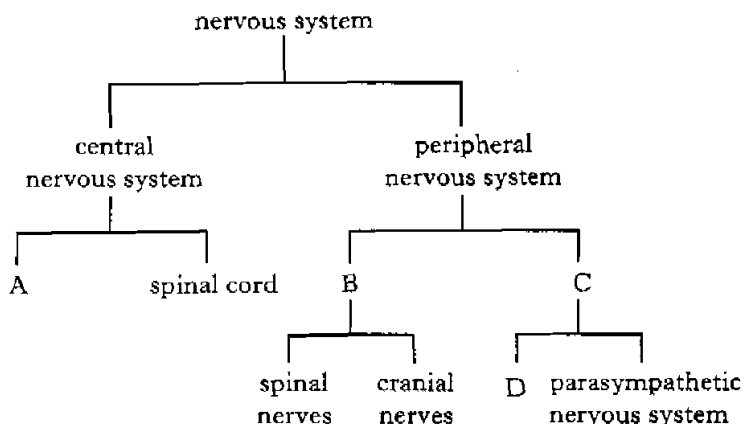 nervous system
central
nervous system
peripheral
nervous system
A
spinal cord
B
C
spinal
nerves
cranial
nerves
D
parasympathetic
nervous system